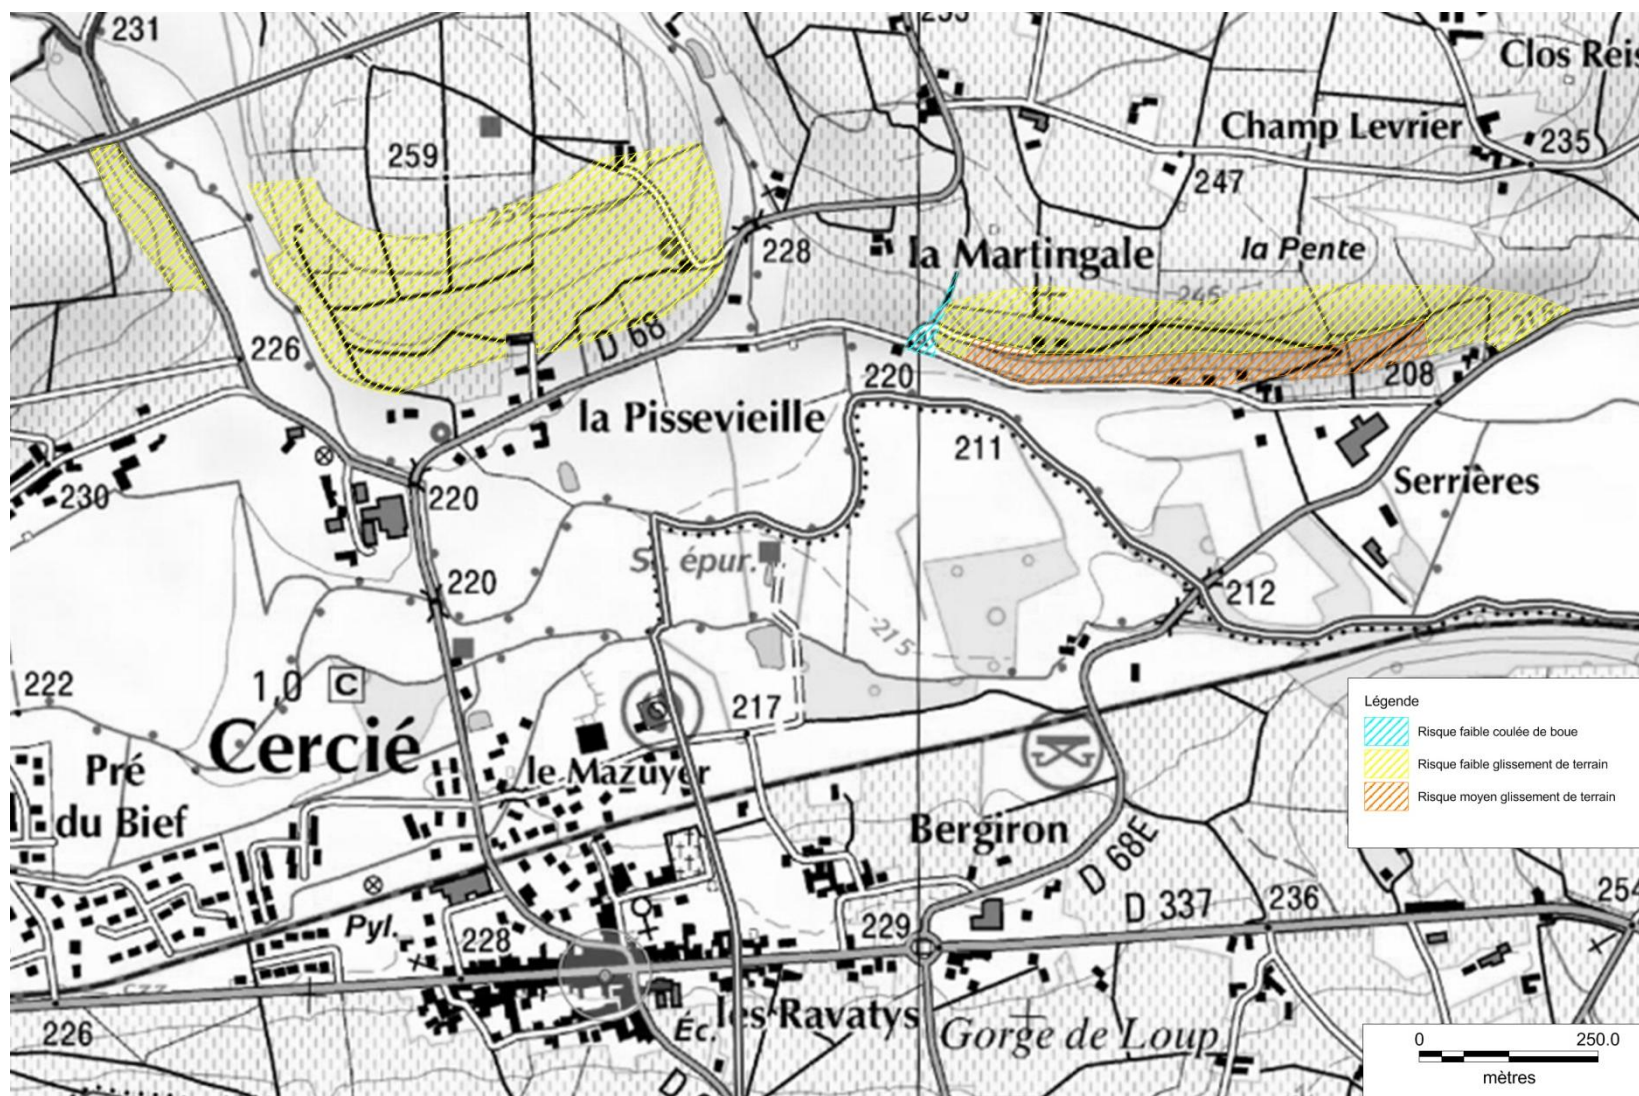 231
Clos Reis
259
Champ Levrier
235
247
228
la Martingale
la Pente
245
D 68
226
220
208
la Pissevieille
211
230
220
Serrières
St. épur.
220
212
215
222
1,0
C
217
Cercié
le Mazuyer
Pré
du Bief
Bergiron
D 68E
D 337
236
254
Pyl.
228
229
226
Éc.
les Ravatys
Gorge de Loup
D
Légende
Risque faible coulée de boue
Risque faible glissement de terrain
Risque moyen glissement de terrain
0
250.0
mètres